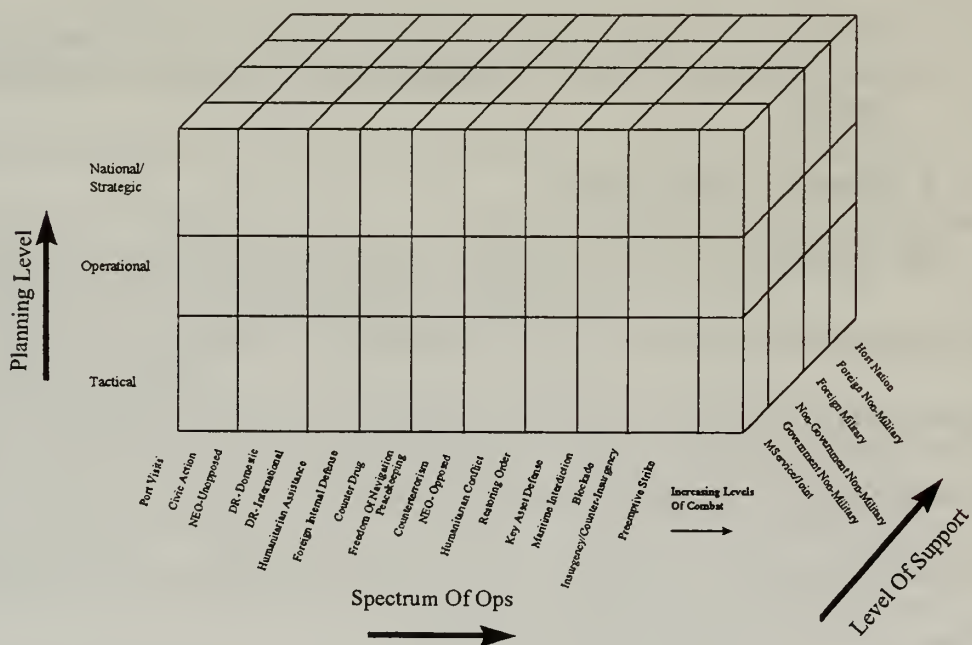 National/
Strategic
Operational
Tactical
Planning Level
Port Visits
Civic Action
NEO-Unopposed
DR-Domestic
DR-International
Humanitarian Assistance
Foreign Internal Defense
Counter Drug
Freedom Of Navigation
Peacekeeping
Counterterrorism
NEO-Opposed
Humanitarian Conflict
Restoring Order
Key Asset Defense
Maritime Interdiction
Blockade
Insurgency/Counter-Insurgency
Preemptive Strike
Increasing Levels
Of Combat
Host Nation
Foreign Non-Military
Foreign Military
Non-Government Non-Military
Government Non-Military
MService/Joint
Spectrum Of Ops
Level Of Support